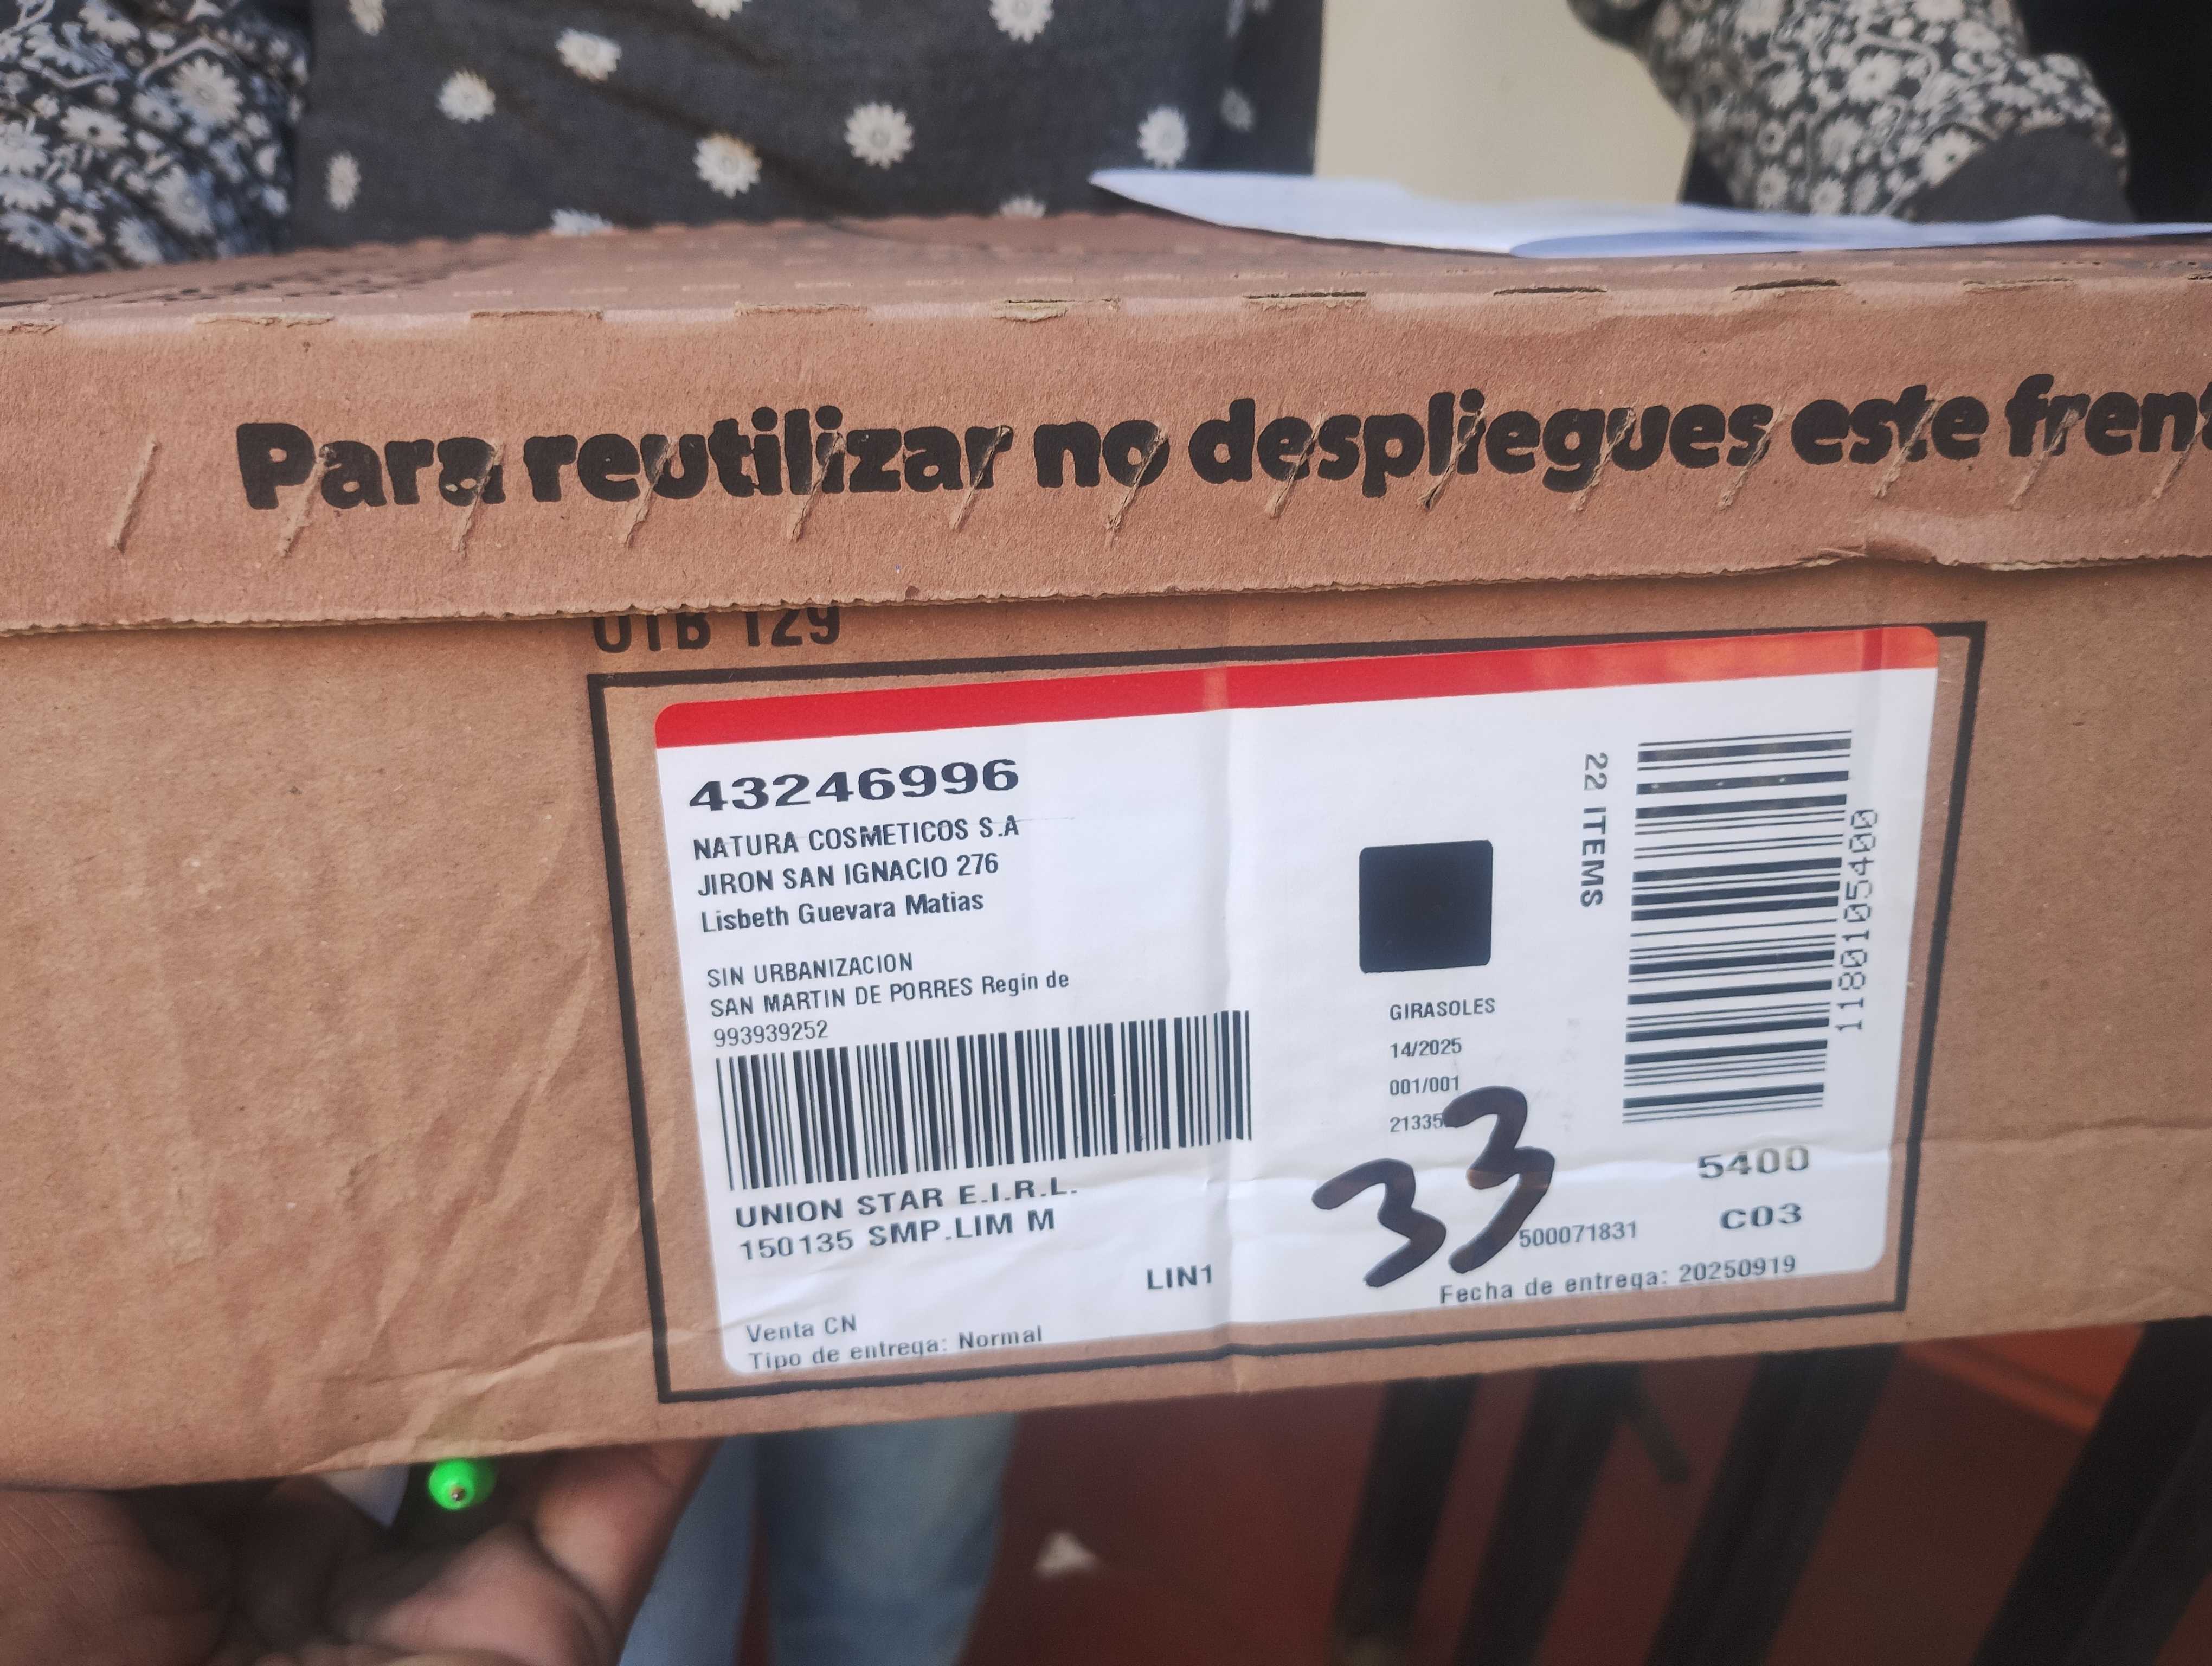 Para reutilizar no despliegues este
UTB 129
43246996
NATURA COSMETICOS S.A
JIRON SAN IGNACIO 276
Lisbeth Guevara Matias
SIN URBANIZACION
SAN MARTIN DE PORRES Regin de
993939252
UNION STAR E.I.R.L.
150135 SMP.LIM M
LIN1
Venta CN
Tipo de entrega: Normal
GIRASOLES
14/2025
001/001
33
22 ITEMS
1180105400
5400
C03
500071831
Fecha de entrega: 20250919